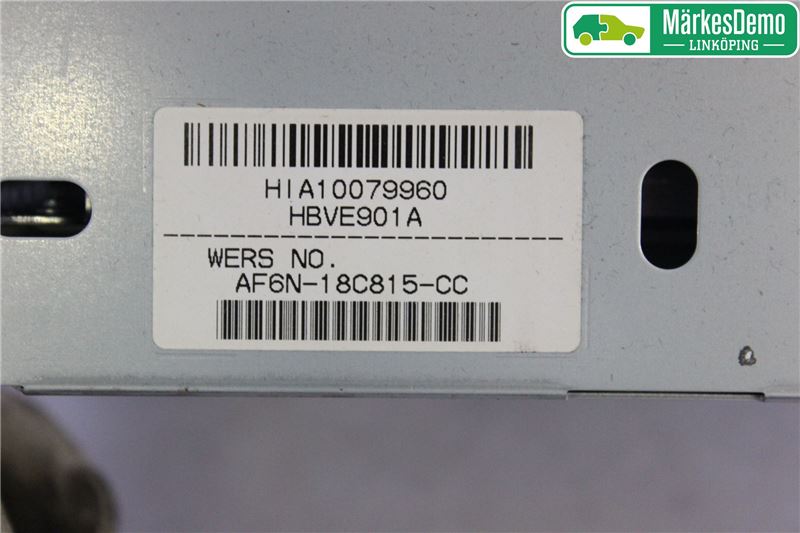 MärkesDemo
LINKÖPING
HIA10079960
HBVE901A
WERS NO.
AF6N-18C815-CC